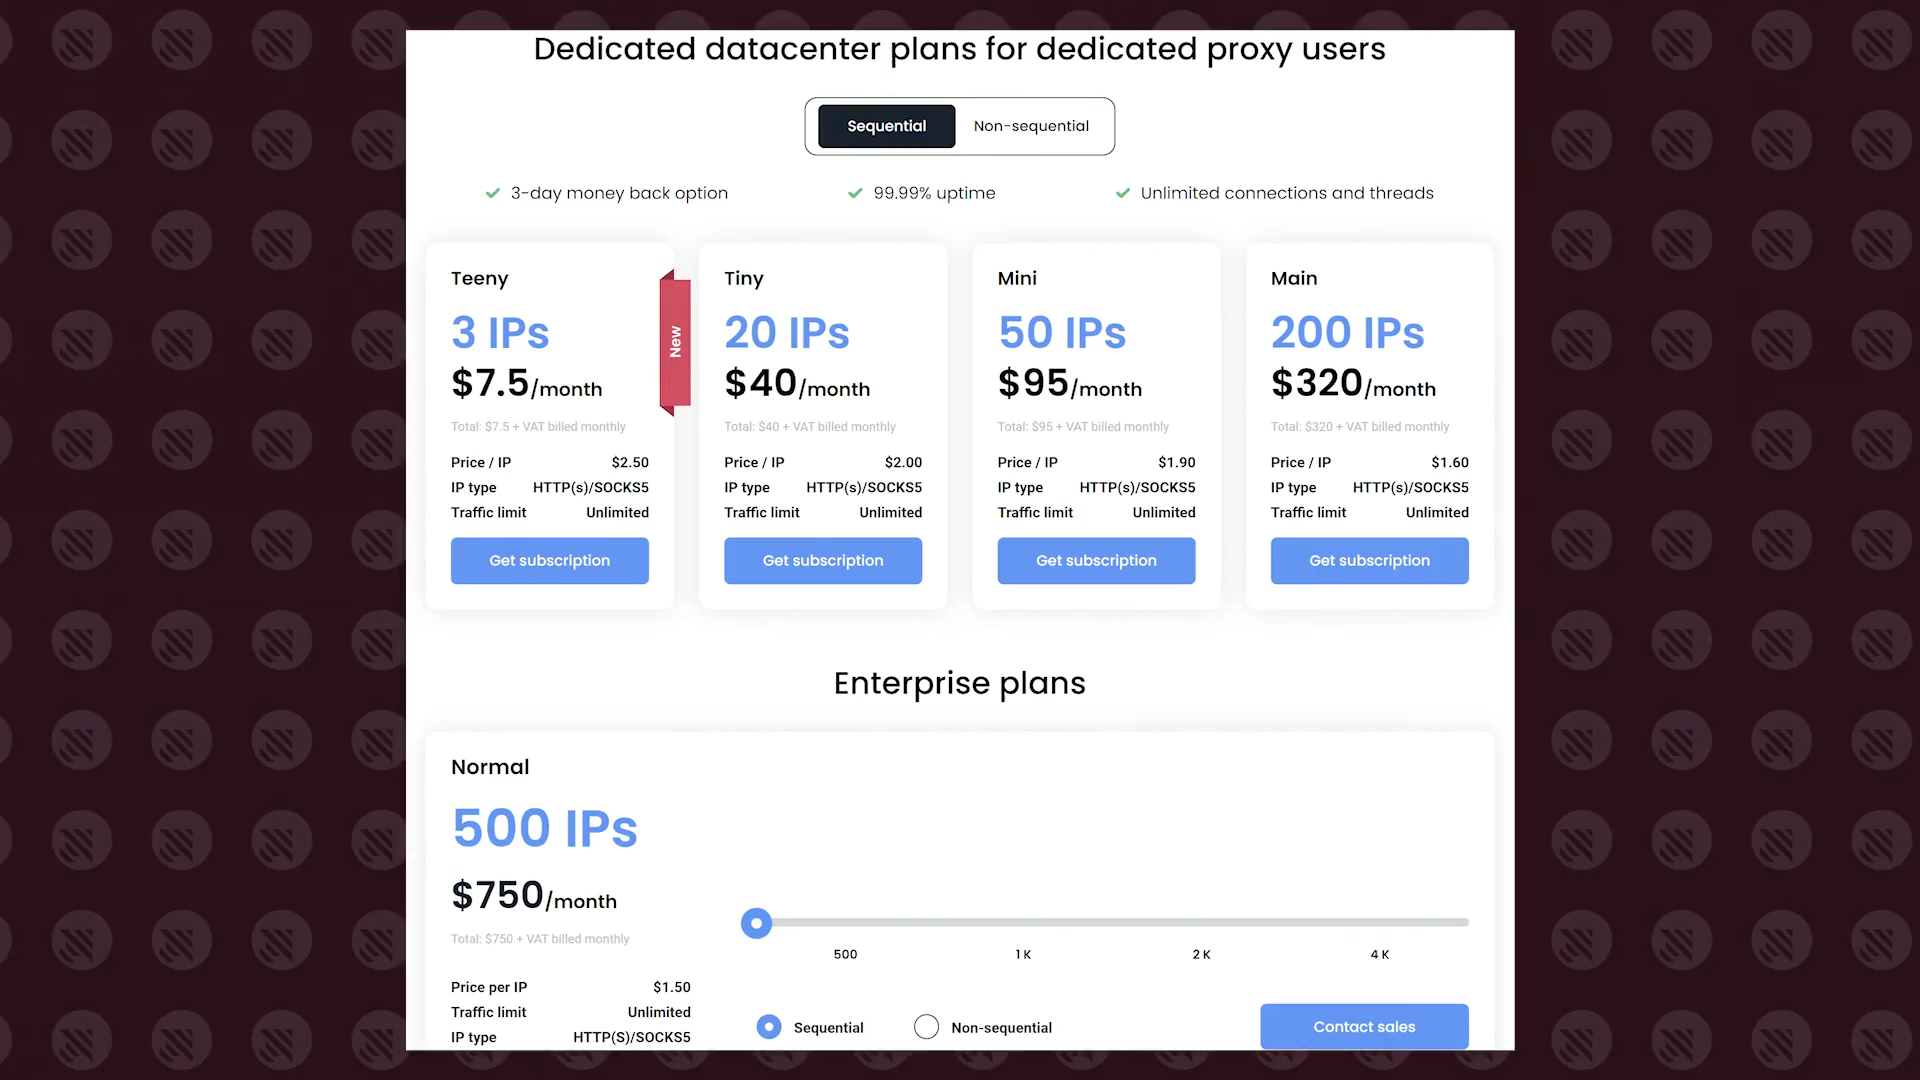 Dedicated datacenter plans for dedicated proxy users
Sequential
Non-sequential
3-day money back option
99.99% uptime
Unlimited connections and threads
Teeny
3 IPs
$7.5/month
Total: $7.5 + VAT billed monthly
Price / IP $2.50
IP type HTTP(s)/SOCKS5
Traffic limit Unlimited
Get subscription
New
Tiny
20 IPs
$40/month
Total: $40 + VAT billed monthly
Price / IP $2.00
IP type HTTP(s)/SOCKS5
Traffic limit Unlimited
Get subscription
Mini
50 IPs
$95/month
Total: $95 + VAT billed monthly
Price / IP $1.90
IP type HTTP(s)/SOCKS5
Traffic limit Unlimited
Get subscription
Main
200 IPs
$320/month
Total: $320 + VAT billed monthly
Price / IP $1.60
IP type HTTP(s)/SOCKS5
Traffic limit Unlimited
Get subscription
Enterprise plans
Normal
500 IPs
$750/month
Total: $750 + VAT billed monthly
Price per IP $1.50
Traffic limit Unlimited
IP type HTTP(S)/SOCKS5
500 1 K 2 K 4 K
Sequential
Non-sequential
Contact sales